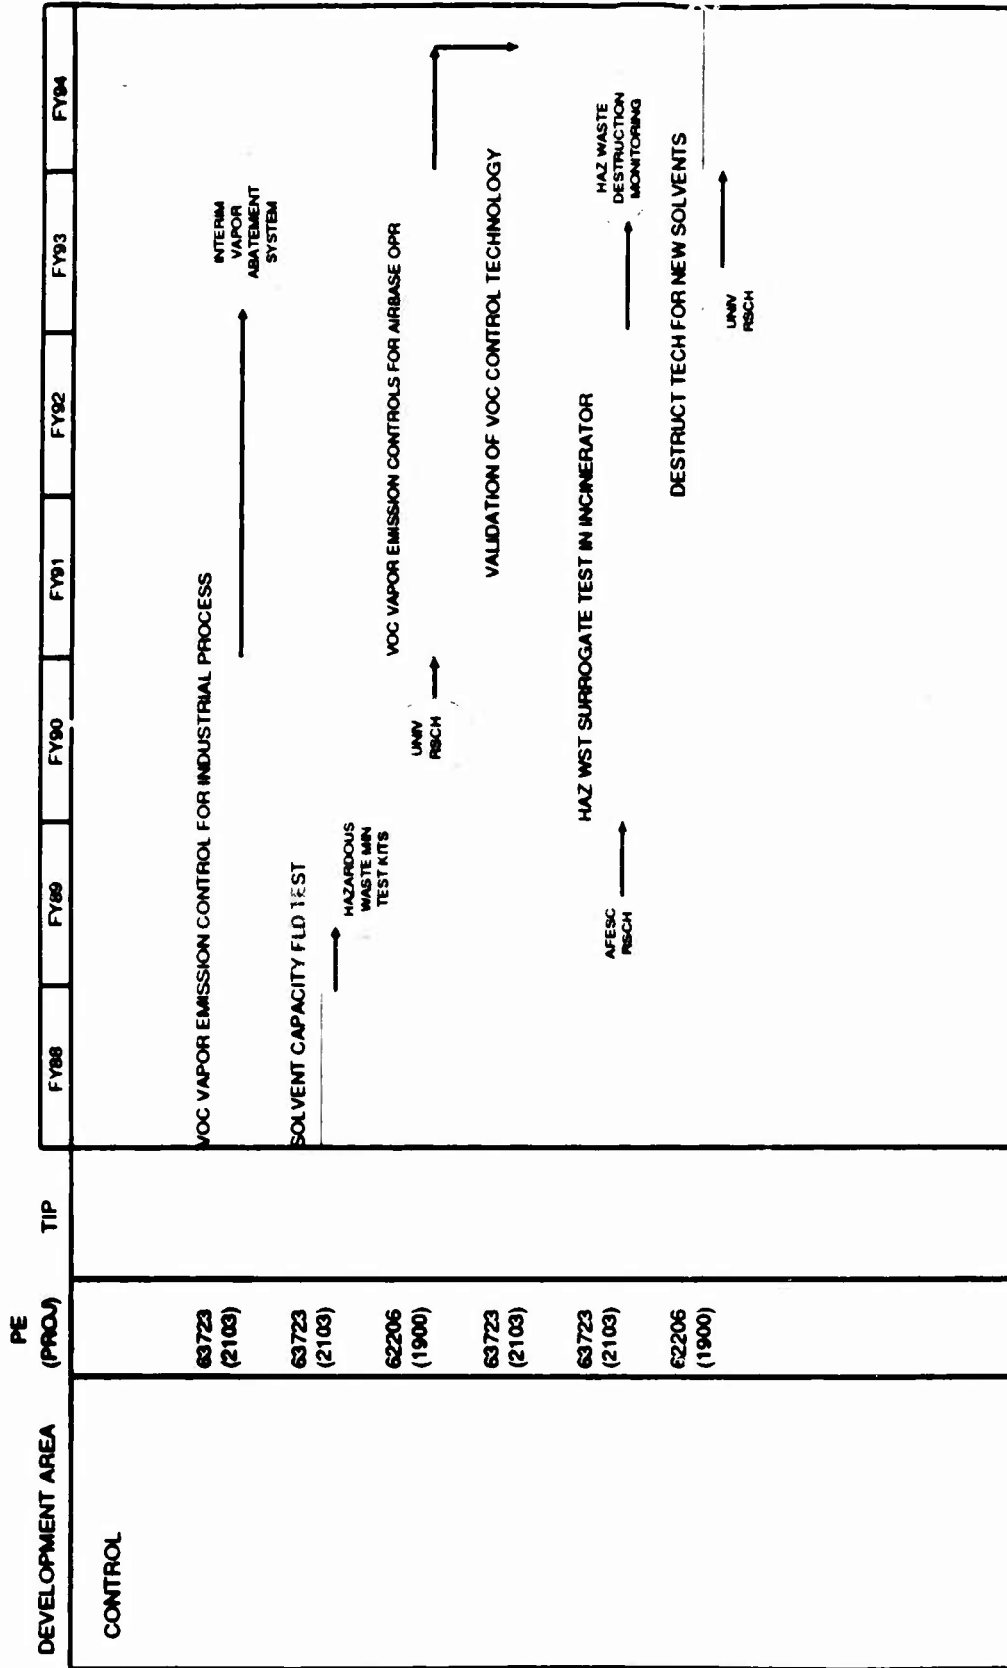 DEVELOPMENT AREA
PE
(PROJ)
TIP
FY88
FY89
FY90
FY91
FY92
FY93
FY94
CONTROL
63723
(2103)
VOC VAPOR EMISSION CONTROL FOR INDUSTRIAL PROCESS
INTERIM
VAPOR
ABATEMENT
SYSTEM
63723
(2103)
SOLVENT CAPACITY FLD TEST
HAZARDOUS
WASTE MIN
TEST KITS
62206
(1900)
VOC VAPOR EMISSION CONTROLS FOR AIRBASE OPR
UNIV
RSCH
63723
(2103)
VALIDATION OF VOC CONTROL TECHNOLOGY
63723
(2103)
HAZ WST SURROGATE TEST IN INCINERATOR
AFESC
RSCH
HAZ WASTE
DESTRUCTION
MONITORING
62206
(1900)
DESTRUCT TECH FOR NEW SOLVENTS
UNIV
RSCH